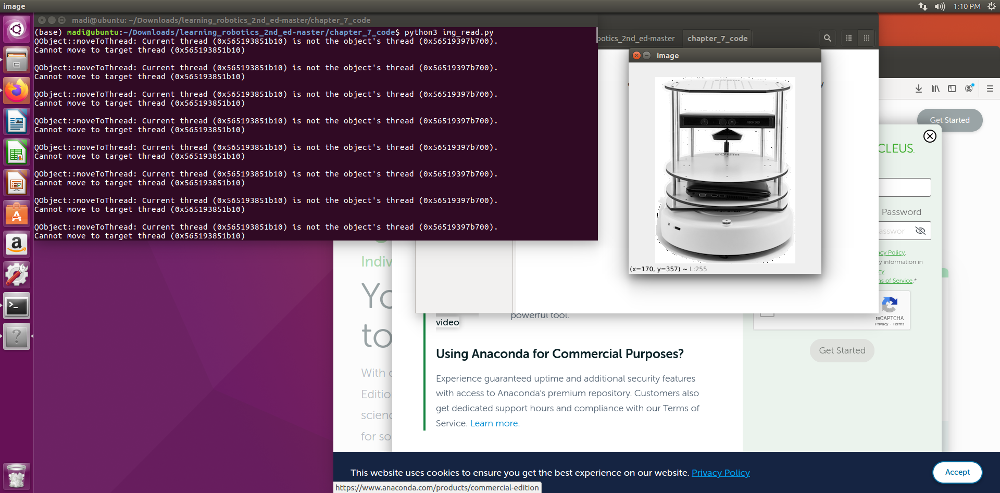 image
1:10 PM
madi@ubuntu: ~/Downloads/learning_robotics_2nd_ed-master/chapter_7_code
(base) madi@ubuntu:~/Downloads/learning_robotics_2nd_ed-master/chapter_7_code$ python3 img_read.py
QObject::moveToThread: Current thread (0x565193851b10) is not the object's thread (0x56519397b700).
Cannot move to target thread (0x565193851b10)
QObject::moveToThread: Current thread (0x565193851b10) is not the object's thread (0x56519397b700).
Cannot move to target thread (0x565193851b10)
QObject::moveToThread: Current thread (0x565193851b10) is not the object's thread (0x56519397b700).
Cannot move to target thread (0x565193851b10)
QObject::moveToThread: Current thread (0x565193851b10) is not the object's thread (0x56519397b700).
Cannot move to target thread (0x565193851b10)
QObject::moveToThread: Current thread (0x565193851b10) is not the object's thread (0x56519397b700).
Cannot move to target thread (0x565193851b10)
QObject::moveToThread: Current thread (0x565193851b10) is not the object's thread (0x56519397b700).
Cannot move to target thread (0x565193851b10)
QObject::moveToThread: Current thread (0x565193851b10) is not the object's thread (0x56519397b700).
Cannot move to target thread (0x565193851b10)
QObject::moveToThread: Current thread (0x565193851b10) is not the object's thread (0x56519397b700).
Cannot move to target thread (0x565193851b10)
botics_2nd_ed-master
chapter_7_code
image
XBOX 360
(x=170, y=357) ~ L:255
Get Started
CLEUS
Password
asswor
acy Policy.
y information in
cy.
ms of Service.*
reCAPTCHA
Privacy - Terms
Get Started
Indiv
Yo
to
With
Editio
scienc
for so
powerful tool.
video
Using Anaconda for Commercial Purposes?
Experience guaranteed uptime and additional security features
with access to Anaconda's premium repository. Customers also
get dedicated support hours and compliance with our Terms of
Service. Learn more.
This website uses cookies to ensure you get the best experience on our website. Privacy Policy
Accept
https://www.anaconda.com/products/commercial-edition